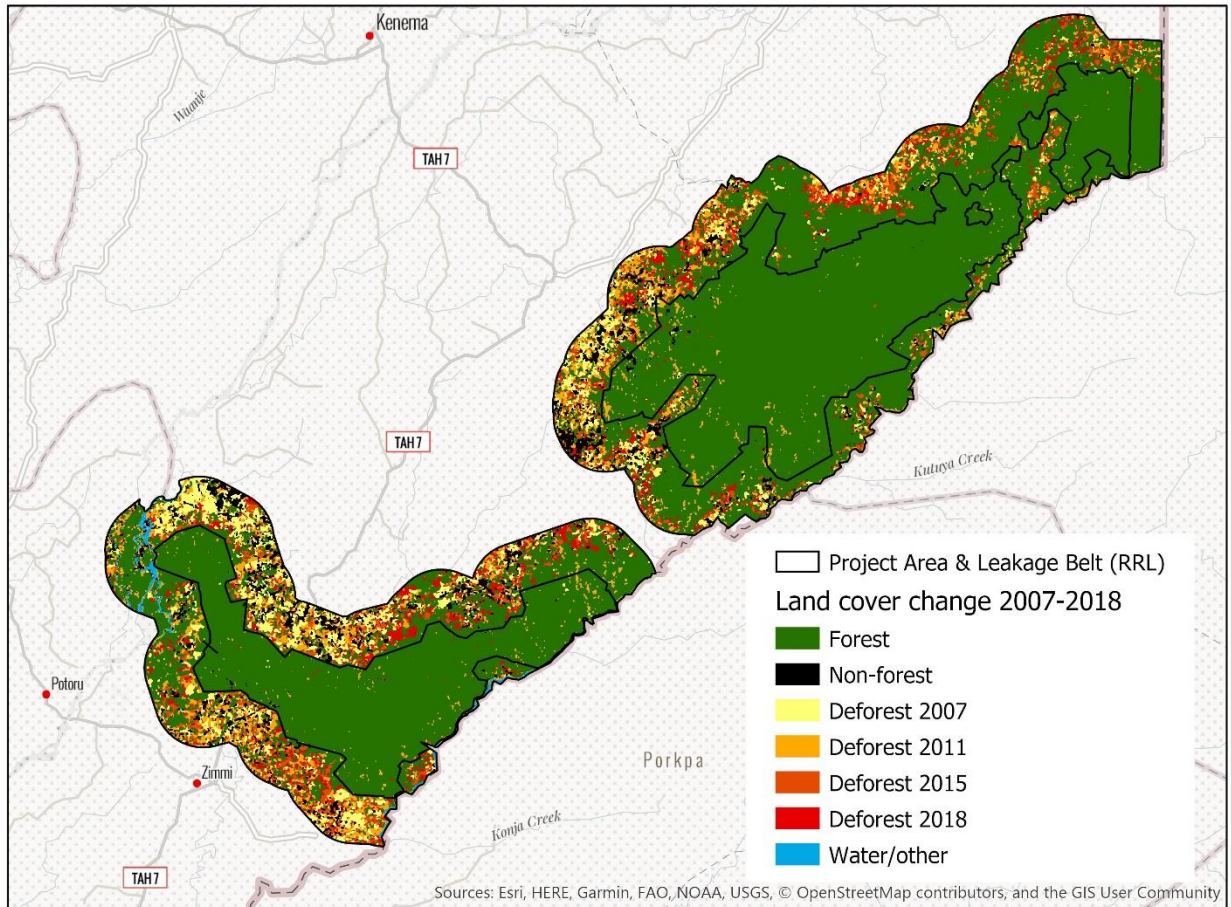 Kenema
Waanje
TAH 7
TAH 7
Kutuya Creek
Potoru
Zimmi
Porkpa
Konja Creek
TAH 7
Project Area & Leakage Belt (RRL)
Land cover change 2007-2018
Forest
Non-forest
Deforest 2007
Deforest 2011
Deforest 2015
Deforest 2018
Water/other
Sources: Esri, HERE, Garmin, FAO, NOAA, USGS, © OpenStreetMap contributors, and the GIS User Community